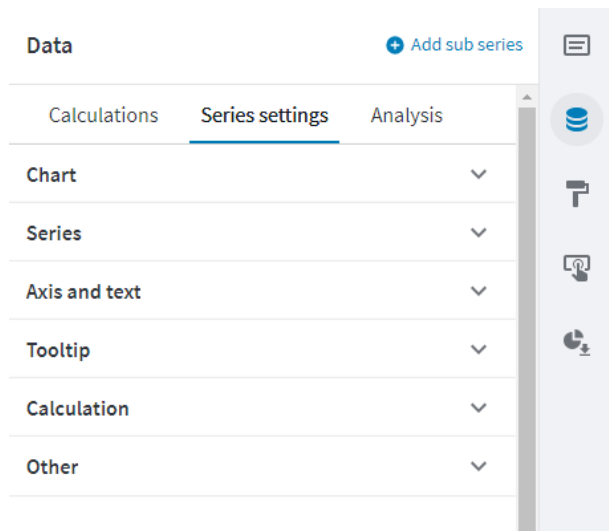 Data
Add sub series
Calculations Series settings Analysis
Chart
Series
Axis and text
Tooltip
Calculation
Other